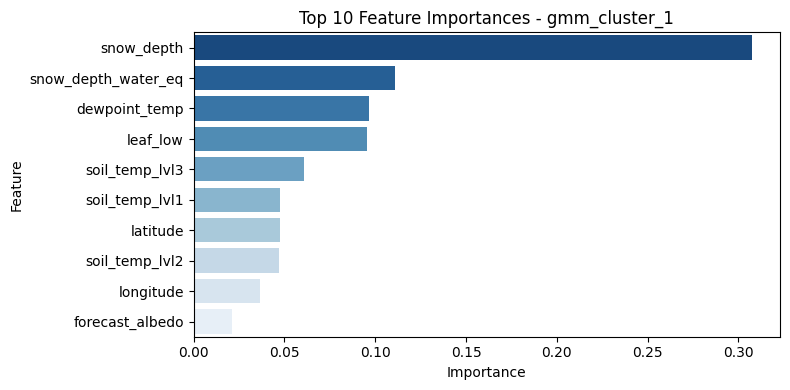 Top 10 Feature Importances - gmm_cluster_1
Feature
snow_depth
snow_depth_water_eq
dewpoint_temp
leaf_low
soil_temp_lvl3
soil_temp_lvl1
latitude
soil_temp_lvl2
longitude
forecast_albedo
0.00 0.05 0.10 0.15 0.20 0.25 0.30
Importance